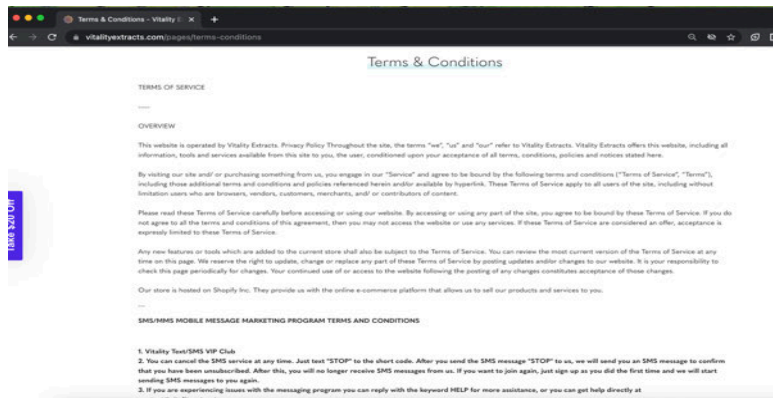 Terms & Conditions - Vitality E
vitalityextracts.com/pages/terms-conditions
Terms & Conditions
TERMS OF SERVICE
-----
OVERVIEW
This website is operated by Vitality Extracts. Privacy Policy Throughout the site, the terms "we", "us" and "our" refer to Vitality Extracts. Vitality Extracts offers this website, including all
information, tools and services available from this site to you, the user, conditioned upon your acceptance of all terms, conditions, policies and notices stated here.
By visiting our site and/ or purchasing something from us, you engage in our "Service" and agree to be bound by the following terms and conditions ("Terms of Service", "Terms"),
including those additional terms and conditions and policies referenced herein and/or available by hyperlink. These Terms of Service apply to all users of the site, including without
limitation users who are browsers, vendors, customers, merchants, and/ or contributors of content.
Take $20 Off
Please read these Terms of Service carefully before accessing or using our website. By accessing or using any part of the site, you agree to be bound by these Terms of Service. If you do
not agree to all the terms and conditions of this agreement, then you may not access the website or use any services. If these Terms of Service are considered an offer, acceptance is
expressly limited to these Terms of Service.
Any new features or tools which are added to the current store shall also be subject to the Terms of Service. You can review the most current version of the Terms of Service at any
time on this page. We reserve the right to update, change or replace any part of these Terms of Service by posting updates and/or changes to our website. It is your responsibility to
check this page periodically for changes. Your continued use of or access to the website following the posting of any changes constitutes acceptance of those changes.
Our store is hosted on Shopify Inc. They provide us with the online e-commerce platform that allows us to sell our products and services to you.
---
SMS/MMS MOBILE MESSAGE MARKETING PROGRAM TERMS AND CONDITIONS
1. Vitality Text/SMS VIP Club
2. You can cancel the SMS service at any time. Just text "STOP" to the short code. After you send the SMS message "STOP" to us, we will send you an SMS message to confirm
that you have been unsubscribed. After this, you will no longer receive SMS messages from us. If you want to join again, just sign up as you did the first time and we will start
sending SMS messages to you again.
3. If you are experiencing issues with the messaging program you can reply with the keyword HELP for more assistance, or you can get help directly at